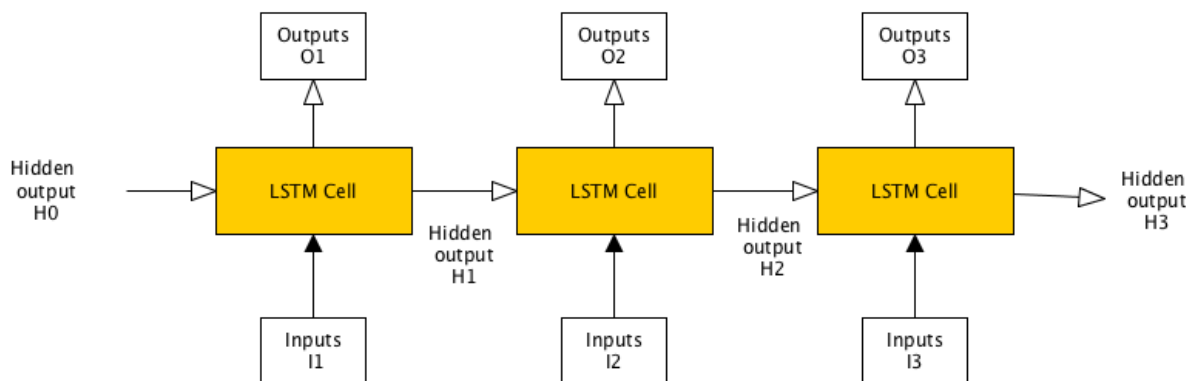 Outputs
O1
Outputs
O2
Outputs
O3
Hidden
output
H0
LSTM Cell
LSTM Cell
LSTM Cell
Hidden
output
H3
Hidden
output
H1
Hidden
output
H2
Inputs
I1
Inputs
I2
Inputs
I3